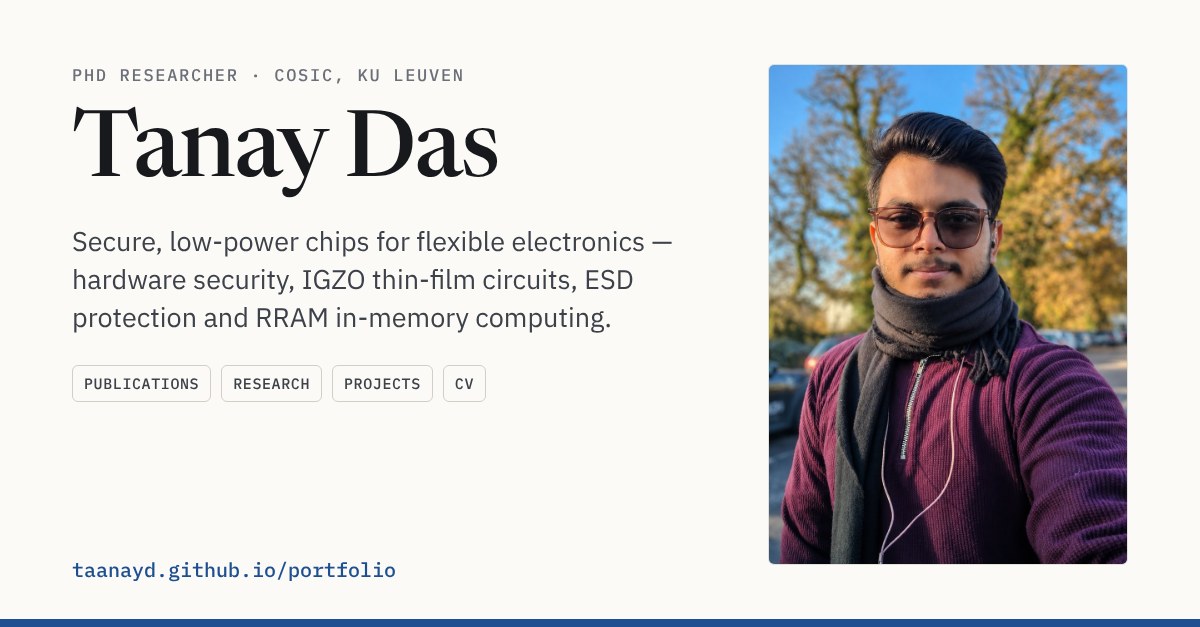 PHD RESEARCHER · COSIC, KU LEUVEN
Tanay Das
Secure, low-power chips for flexible electronics —
hardware security, IGZO thin-film circuits, ESD
protection and RRAM in-memory computing.
PUBLICATIONS RESEARCH PROJECTS CV
taanayd.github.io/portfolio